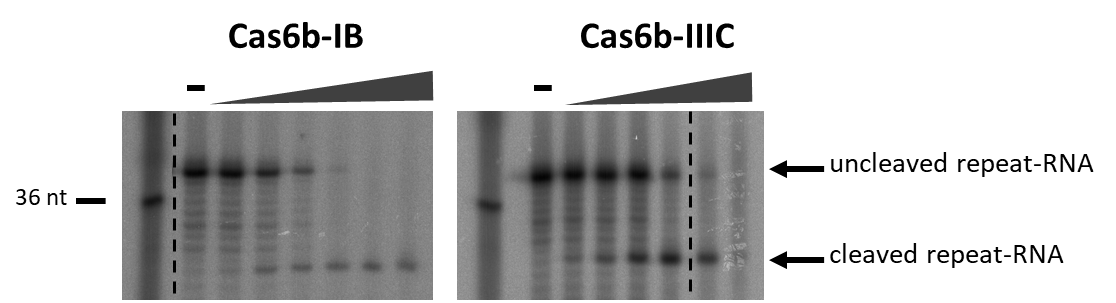 Cas6b-IB
Cas6b-IIIC
-
-
uncleaved repeat-RNA
36 nt
cleaved repeat-RNA